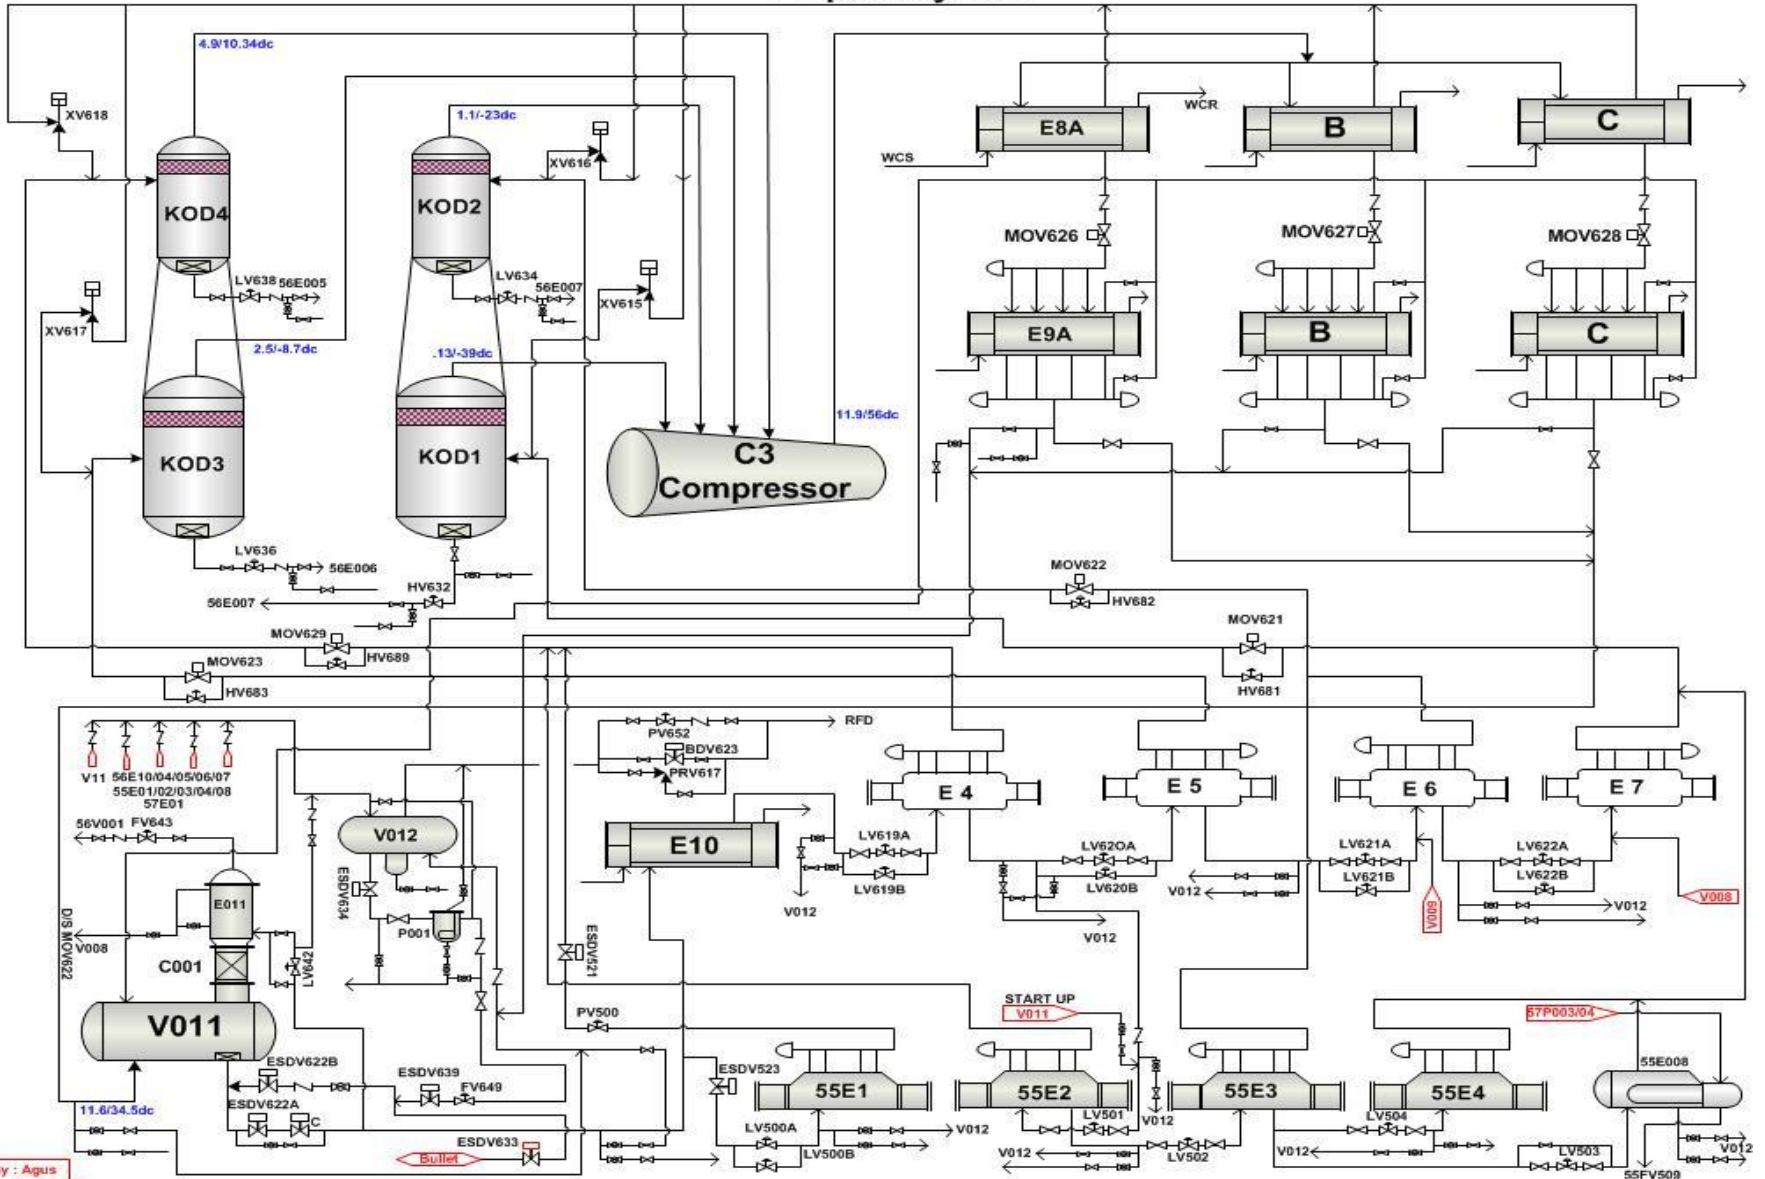 4.9/10.34dc
XV618
1.1/-23dc
XV616
WCR
E8A
B
C
WCS
KOD4
KOD2
MOV626
MOV627
MOV628
LV638
56E005
LV634
56E007
XV615
XV617
E9A
B
C
2.5/-8.7dc
.13/-39dc
11.9/56dc
KOD3
KOD1
C3
Compressor
LV636
56E006
HV632
56E007
MOV622
HV682
MOV629
HV689
MOV621
HV681
MOV623
HV683
PV652
RFD
BDV623
PRV617
V11
56E10/04/05/06/07
55E01/02/03/04/08
57E01
E 4
E 5
E 6
E 7
56V001
FV643
V012
E10
LV619A
LV619B
LV620A
LV620B
LV621A
LV621B
LV622A
LV622B
ESDV634
E011
P001
V012
V012
V012
V009
V012
V008
D/S MOV622
V008
C001
LV642
ESDV521
START UP
V011
57P003/04
V011
PV500
ESDV622B
ESDV639
FV649
ESDV523
55E1
55E2
55E3
55E4
55E008
11.6/34.5dc
ESDV622A
C
LV500A
LV500B
V012
LV501
V012
LV502
LV504
ESDV633
Bullet
V012
V012
LV503
V012
55FV509
y : Agus